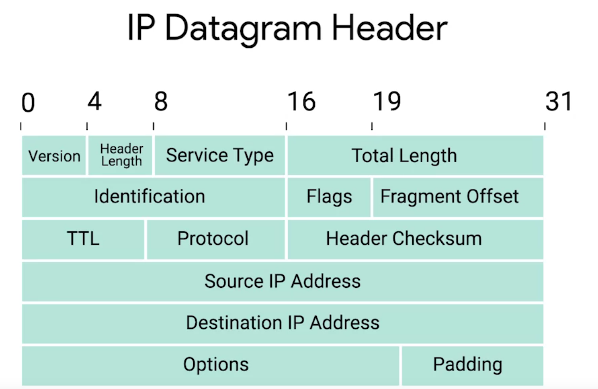 IP Datagram Header
0 4 8 16 19 31
Version Header Length Service Type Total Length
Identification Flags Fragment Offset
TTL Protocol Header Checksum
Source IP Address
Destination IP Address
Options Padding